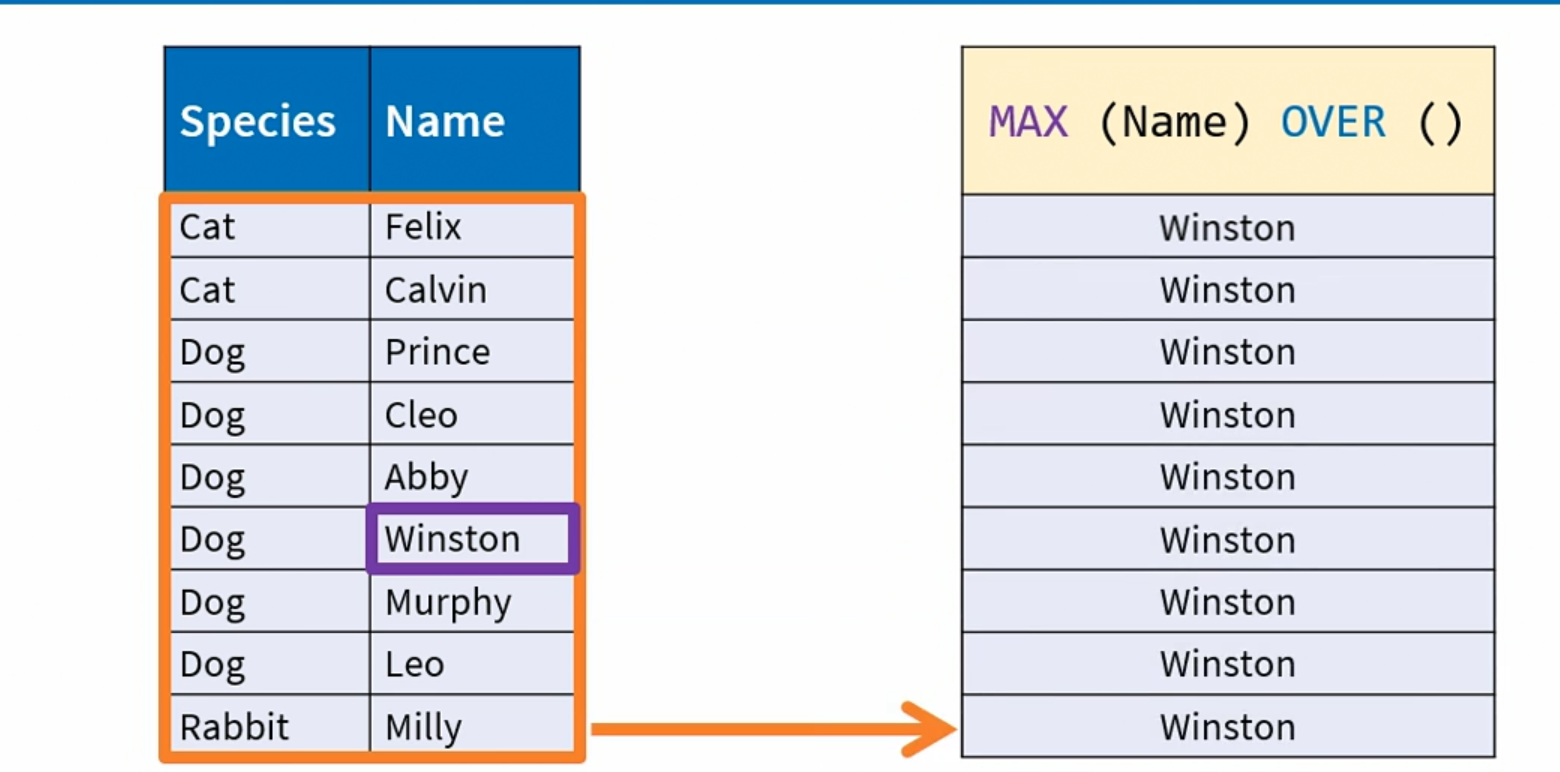 Species Name MAX (Name) OVER ()
Cat Felix Winston
Cat Calvin Winston
Dog Prince Winston
Dog Cleo Winston
Dog Abby Winston
Dog Winston Winston
Dog Murphy Winston
Dog Leo Winston
Rabbit Milly Winston